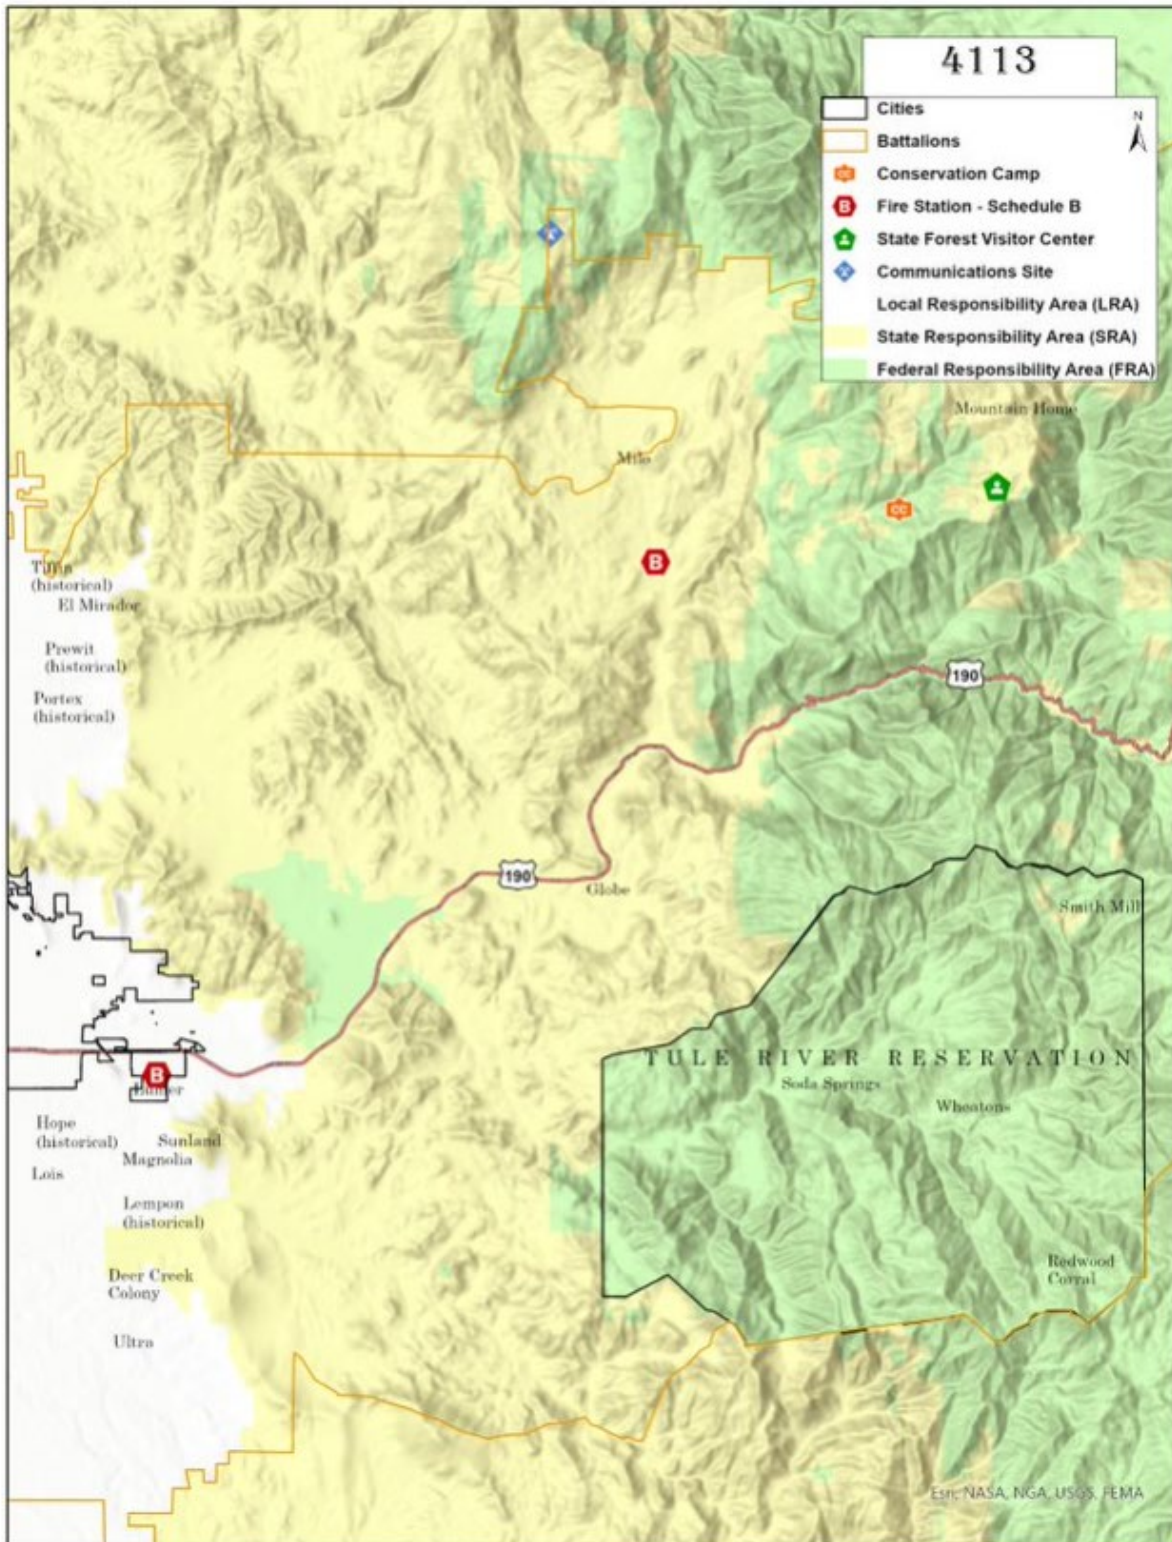 4113
Cities
N
Battalions
CC
Conservation Camp
B
Fire Station - Schedule B
State Forest Visitor Center
Communications Site
Local Responsibility Area (LRA)
State Responsibility Area (SRA)
Federal Responsibility Area (FRA)
Mountain Home
Milo
CC
B
(historical)
El Mirador
Prewit
(historical)
190
Portex
(historical)
190
Globe
Smith Mill
TULE RIVER RESERVATION
B
Soda Springs
Wheatons
Hope
(historical)
Sunland
Magnolia
Lois
Lempon
(historical)
Redwood
Corral
Deer Creek
Colony
Ultra
Esri, NASA, NGA, USGS, FEMA